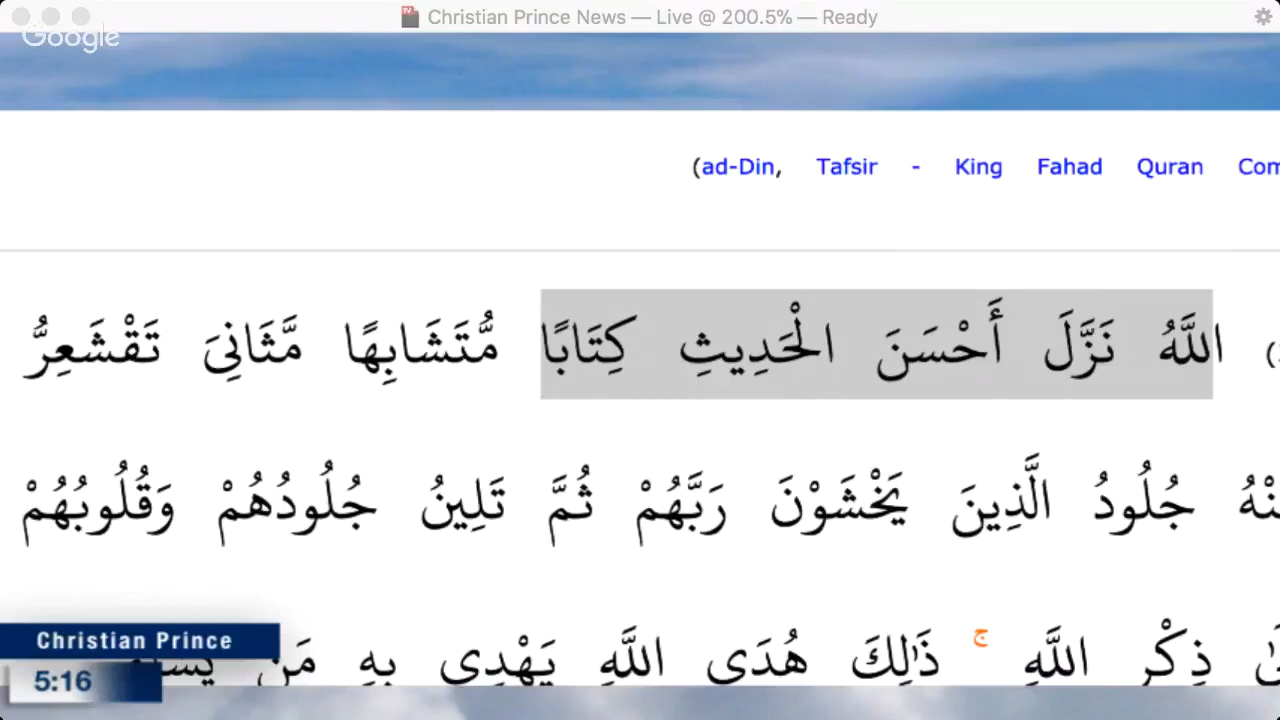 Christian Prince News — Live @ 200.5% — Ready
Google
(ad-Din, Tafsir - King Fahad Quran Com
اللَّهُ نَزَّلَ أَحْسَنَ الْحَدِيثِ كِتَابًا مُّتَشَابِهًا مَّثَانِيَ تَقْشَعِرُّ
جُلُودُ الَّذِينَ يَخْشَوْنَ رَبَّهُمْ ثُمَّ تَلِينُ جُلُودُهُمْ وَقُلُوبُهُمْ
ذِكْرِ اللَّهِ ۚ ذَٰلِكَ هُدَى اللَّهِ يَهْدِي بِهِ مَن
Christian Prince
5:16